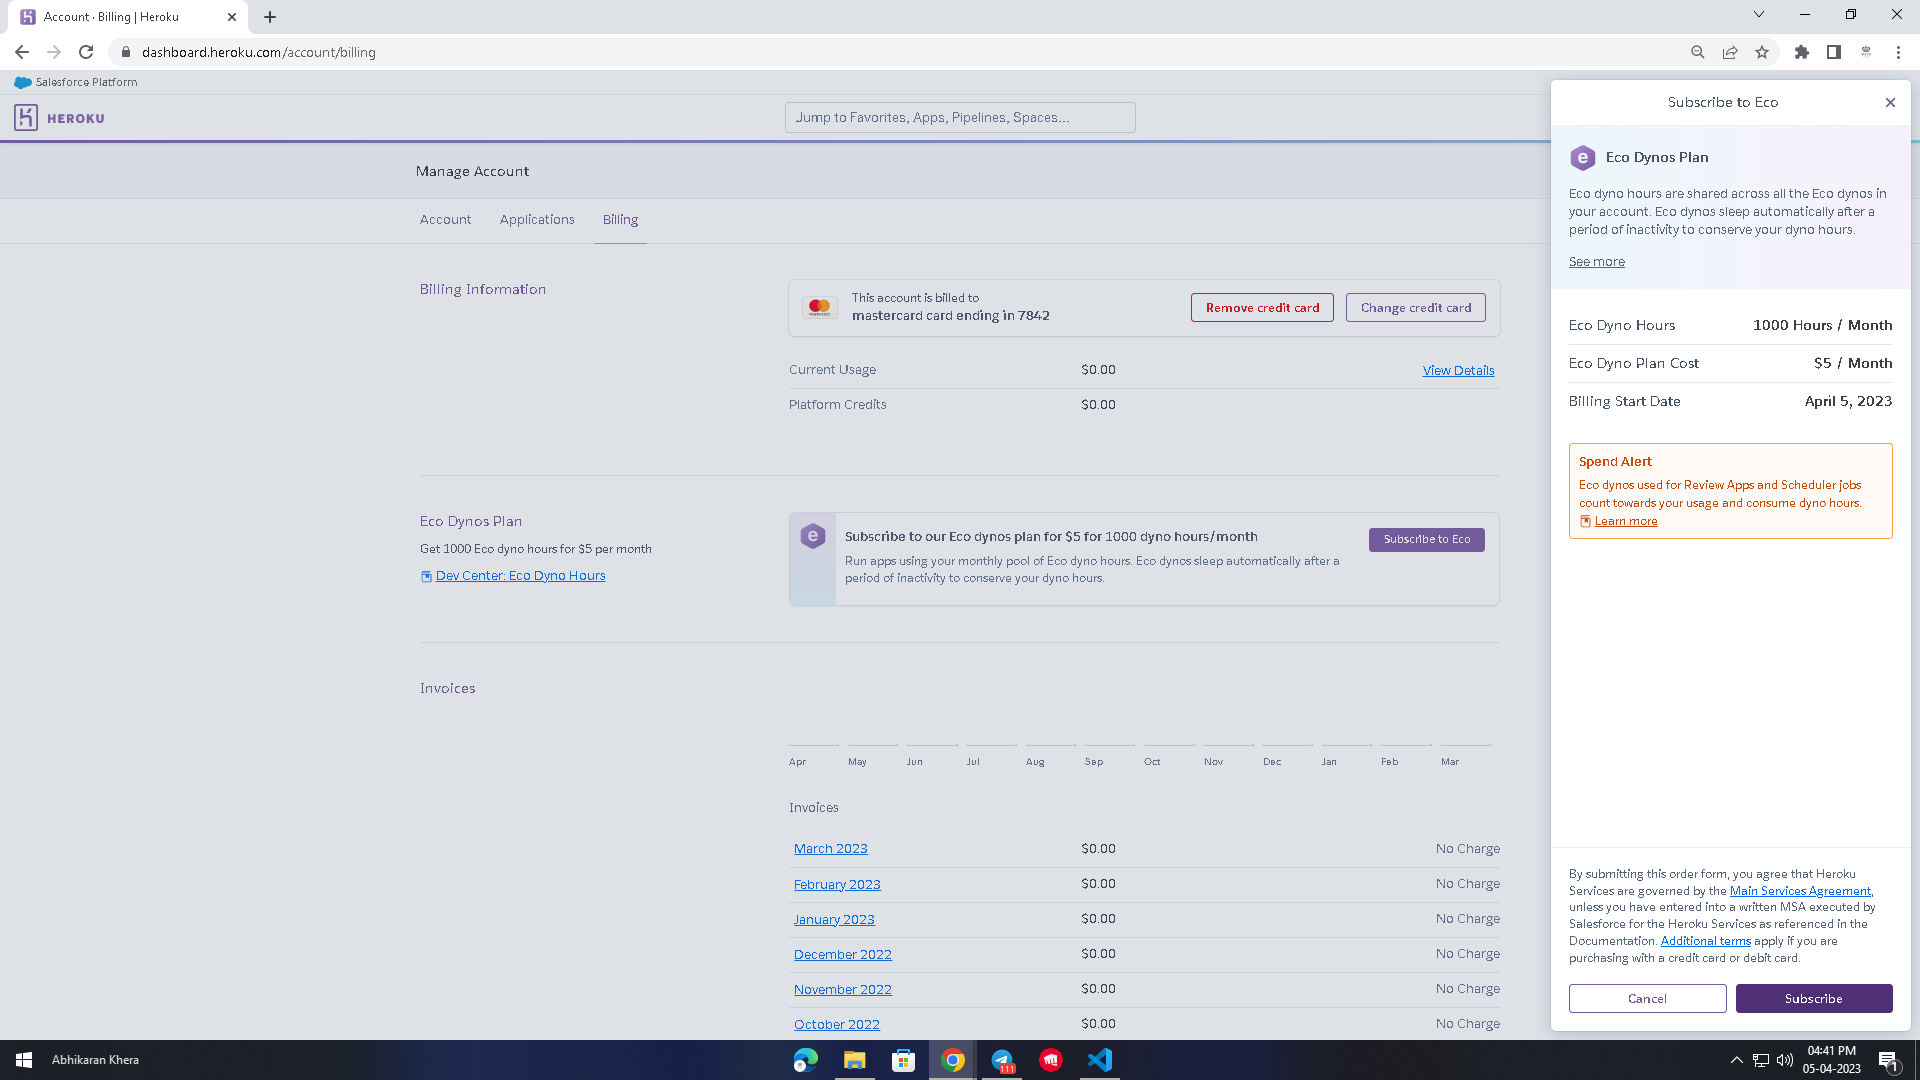 Account · Billing | Heroku
dashboard.heroku.com/account/billing
Salesforce Platform
HEROKU
Jump to Favorites, Apps, Pipelines, Spaces...
Manage Account
Account
Applications
Billing
Billing Information
This account is billed to
mastercard card ending in 7842
Remove credit card
Change credit card
Current Usage
$0.00
View Details
Platform Credits
$0.00
Eco Dynos Plan
Get 1000 Eco dyno hours for $5 per month
Dev Center: Eco Dyno Hours
e
Subscribe to our Eco dynos plan for $5 for 1000 dyno hours/month
Run apps using your monthly pool of Eco dyno hours. Eco dynos sleep automatically after a
period of inactivity to conserve your dyno hours.
Subscribe to Eco
Invoices
Apr May Jun Jul Aug Sep Oct Nov Dec Jan Feb Mar
Invoices
March 2023 $0.00 No Charge
February 2023 $0.00 No Charge
January 2023 $0.00 No Charge
December 2022 $0.00 No Charge
November 2022 $0.00 No Charge
October 2022 $0.00 No Charge
Subscribe to Eco
e
Eco Dynos Plan
Eco dyno hours are shared across all the Eco dynos in
your account. Eco dynos sleep automatically after a
period of inactivity to conserve your dyno hours.
See more
Eco Dyno Hours 1000 Hours / Month
Eco Dyno Plan Cost $5 / Month
Billing Start Date April 5, 2023
Spend Alert
Eco dynos used for Review Apps and Scheduler jobs
count towards your usage and consume dyno hours.
Learn more
By submitting this order form, you agree that Heroku
Services are governed by the Main Services Agreement,
unless you have entered into a written MSA executed by
Salesforce for the Heroku Services as referenced in the
Documentation. Additional terms apply if you are
purchasing with a credit card or debit card.
Cancel
Subscribe
Abhikaran Khera
111
04:41 PM
05-04-2023
1